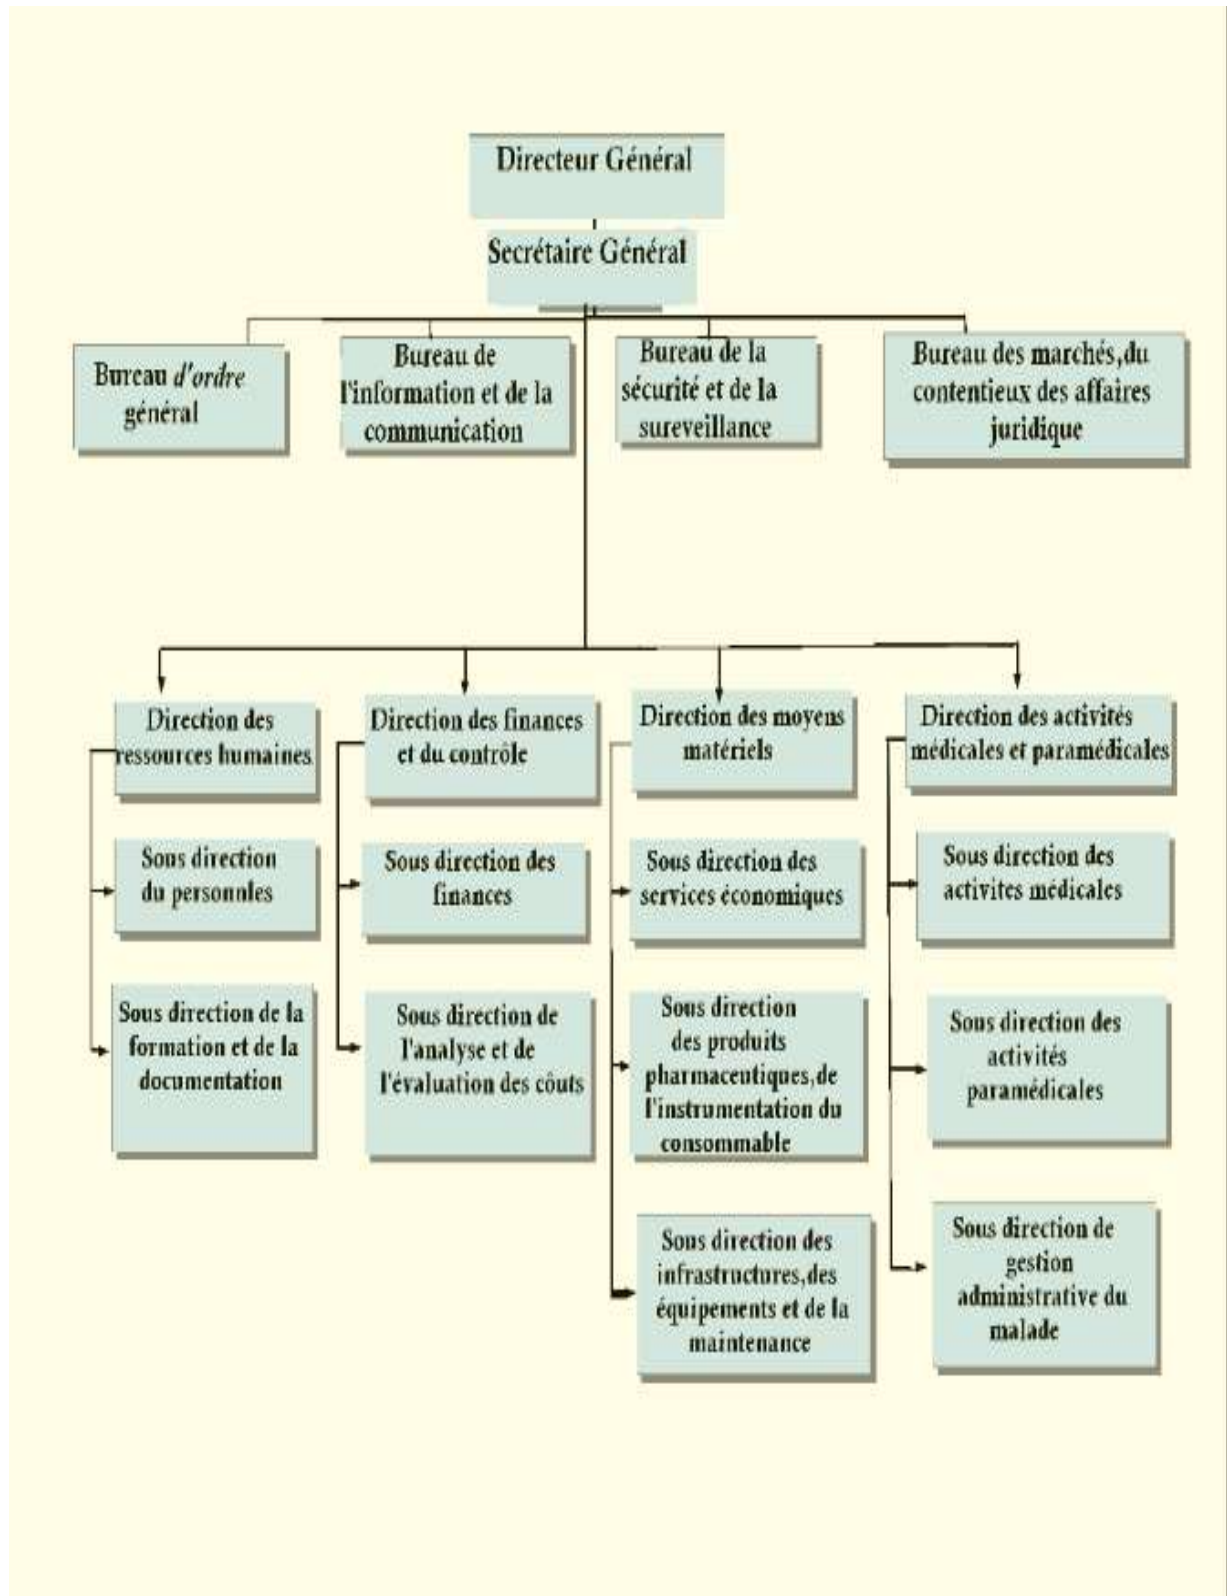 Directeur Général
Secrétaire Général
Bureau d'ordre
général
Bureau de
l'information et de la
communication
Bureau de la
sécurité et de la
sureveillance
Bureau des marchés,du
contentieux des affaires
juridique
Direction des
ressources humaines
Direction des finances
et du contrôle
Direction des moyens
matériels
Direction des activités
médicales et paramédicales
Sous direction
du personnles
Sous direction des
finances
Sous direction des
services économiques
Sous direction des
activites médicales
Sous direction de la
formation et de la
documentation
Sous direction de
l'analyse et de
l'évaluation des côuts
Sous direction
des produits
pharmaceutiques,de
l'instrumentation du
consommable
Sous direction des
activités
paramédicales
Sous direction des
infrastructures,des
équipements et de la
maintenance
Sous direction de
gestion
administrative du
malade